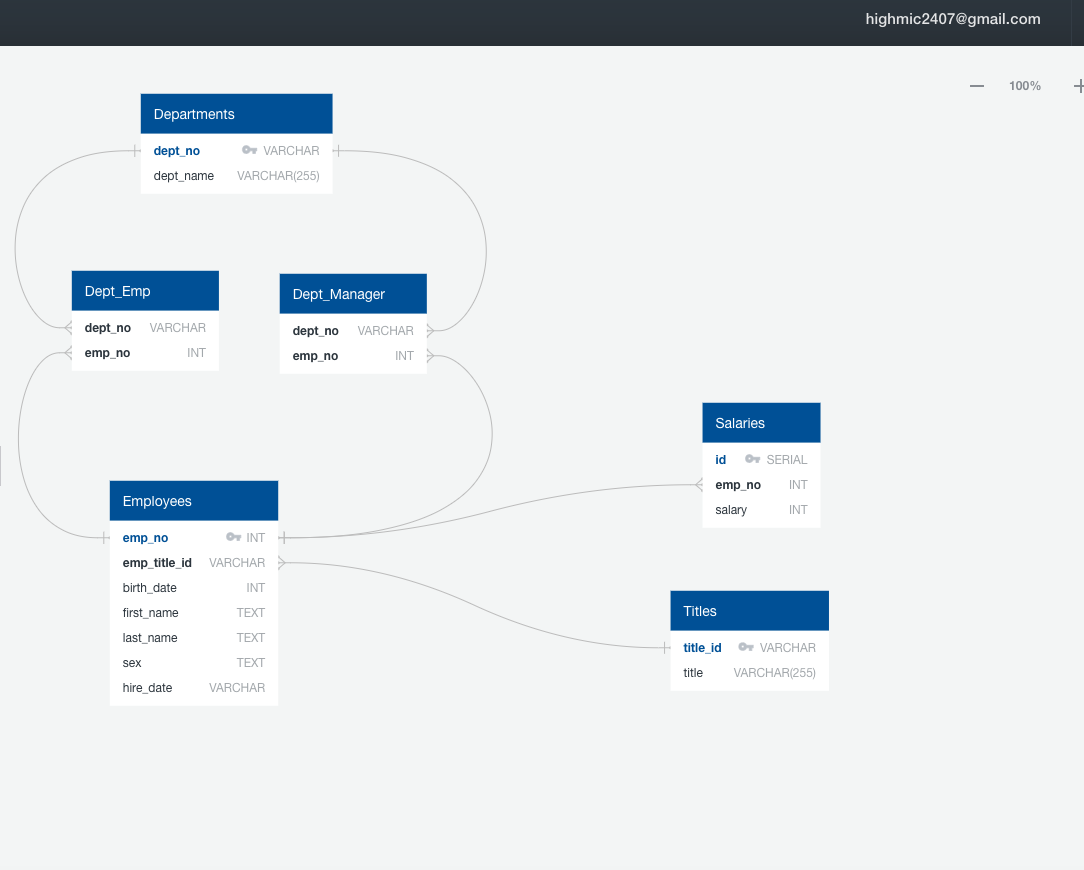 highmic2407@gmail.com
100%
Departments
dept_no VARCHAR
dept_name VARCHAR(255)
Dept_Emp
dept_no VARCHAR
emp_no INT
Dept_Manager
dept_no VARCHAR
emp_no INT
Salaries
id SERIAL
emp_no INT
salary INT
Employees
emp_no INT
emp_title_id VARCHAR
birth_date INT
first_name TEXT
last_name TEXT
sex TEXT
hire_date VARCHAR
Titles
title_id VARCHAR
title VARCHAR(255)